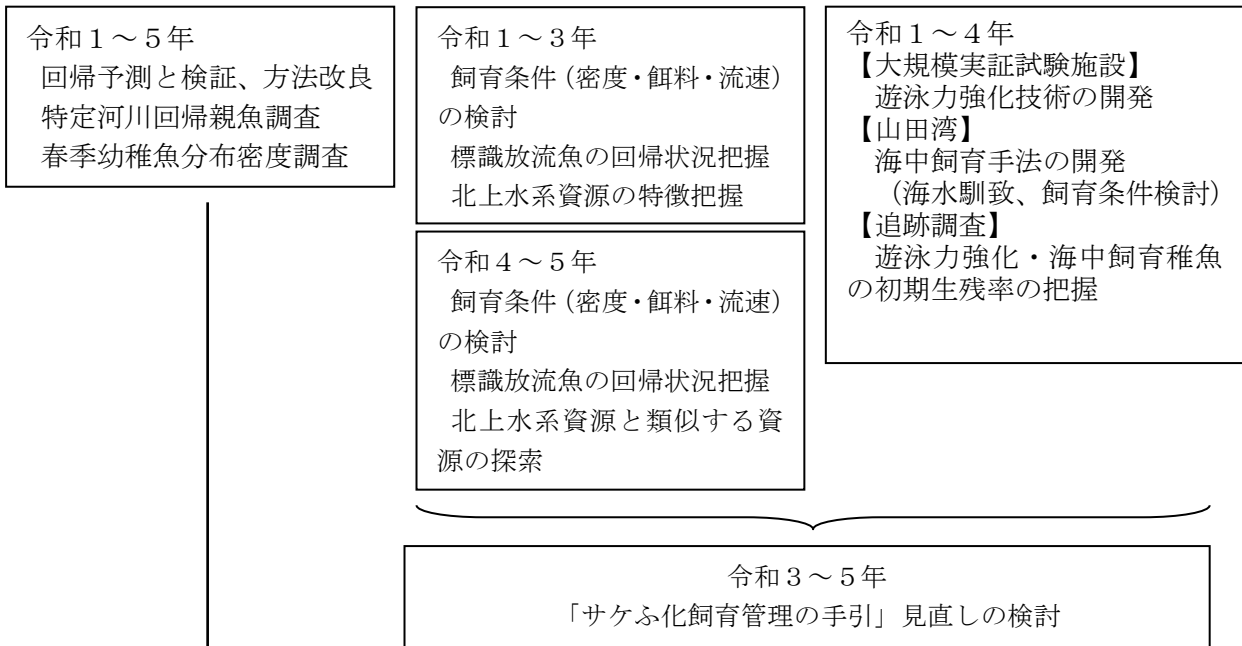 令和１～５年
回帰予測と検証、方法改良
特定河川回帰親魚調査
春季幼稚魚分布密度調査
令和１～３年
飼育条件（密度・餌料・流速）
の検討
標識放流魚の回帰状況把握
北上水系資源の特徴把握
令和４～５年
飼育条件（密度・餌料・流速）
の検討
標識放流魚の回帰状況把握
北上水系資源と類似する資
源の探索
令和１～４年
【大規模実証試験施設】
遊泳力強化技術の開発
【山田湾】
海中飼育手法の開発
（海水馴致、飼育条件検討）
【追跡調査】
遊泳力強化・海中飼育稚魚
の初期生残率の把握
令和３～５年
「サケふ化飼育管理の手引」見直しの検討